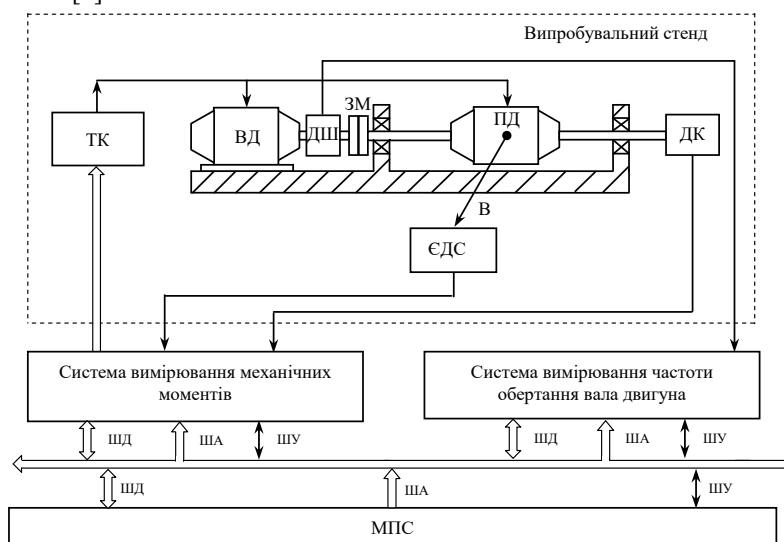 Випробувальний стенд
ЗМ
ТК
ВД
ДШ
ПД
ДК
В
ЄДС
Система вимірювання механічних
моментів
Система вимірювання частоти
обертання вала двигуна
ШД
ША
ШУ
ШД
ША
ШУ
ШД
ША
ШУ
МПС